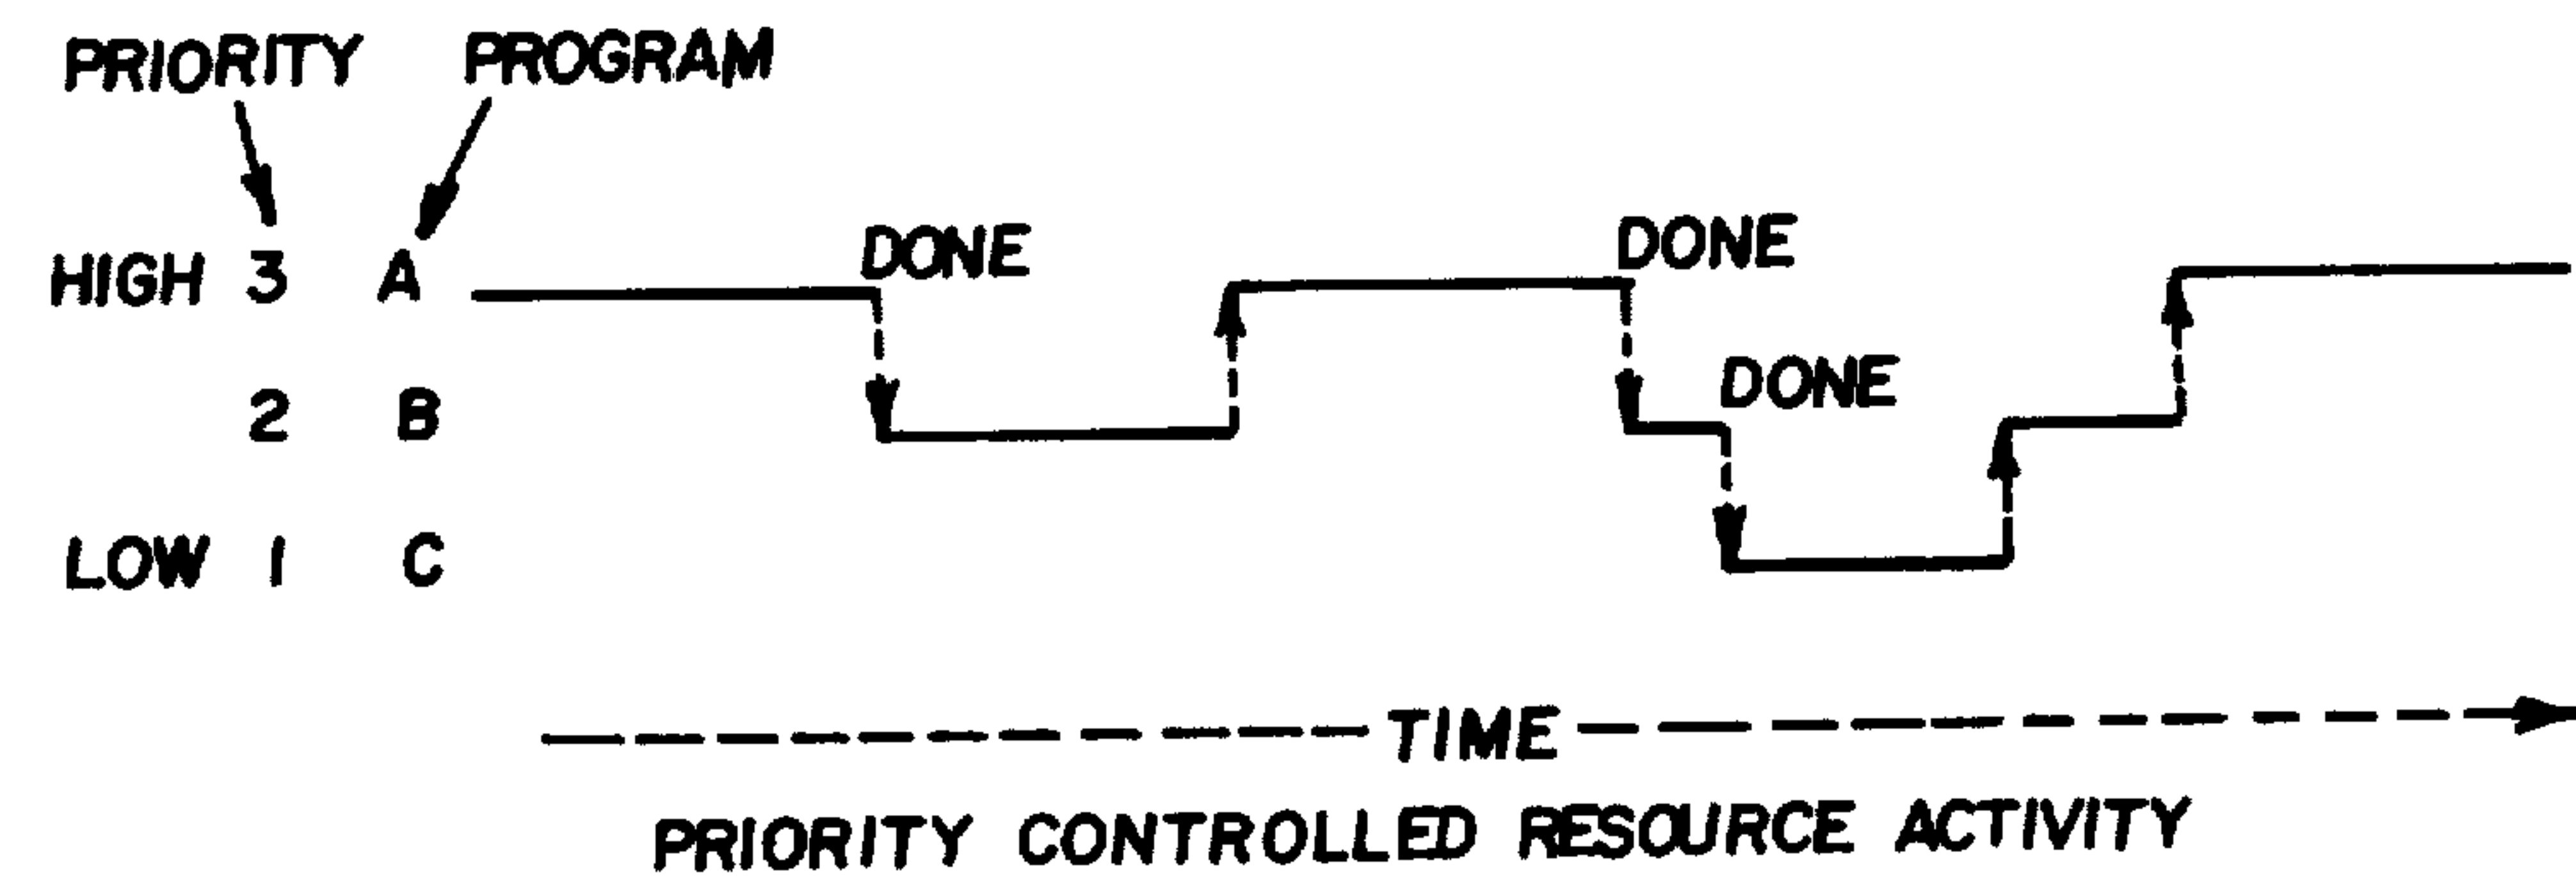 PRIORITY PROGRAM
DONE DONE
HIGH 3 A
DONE
2 B
LOW 1 C
TIME
PRIORITY CONTROLLED RESOURCE ACTIVITY